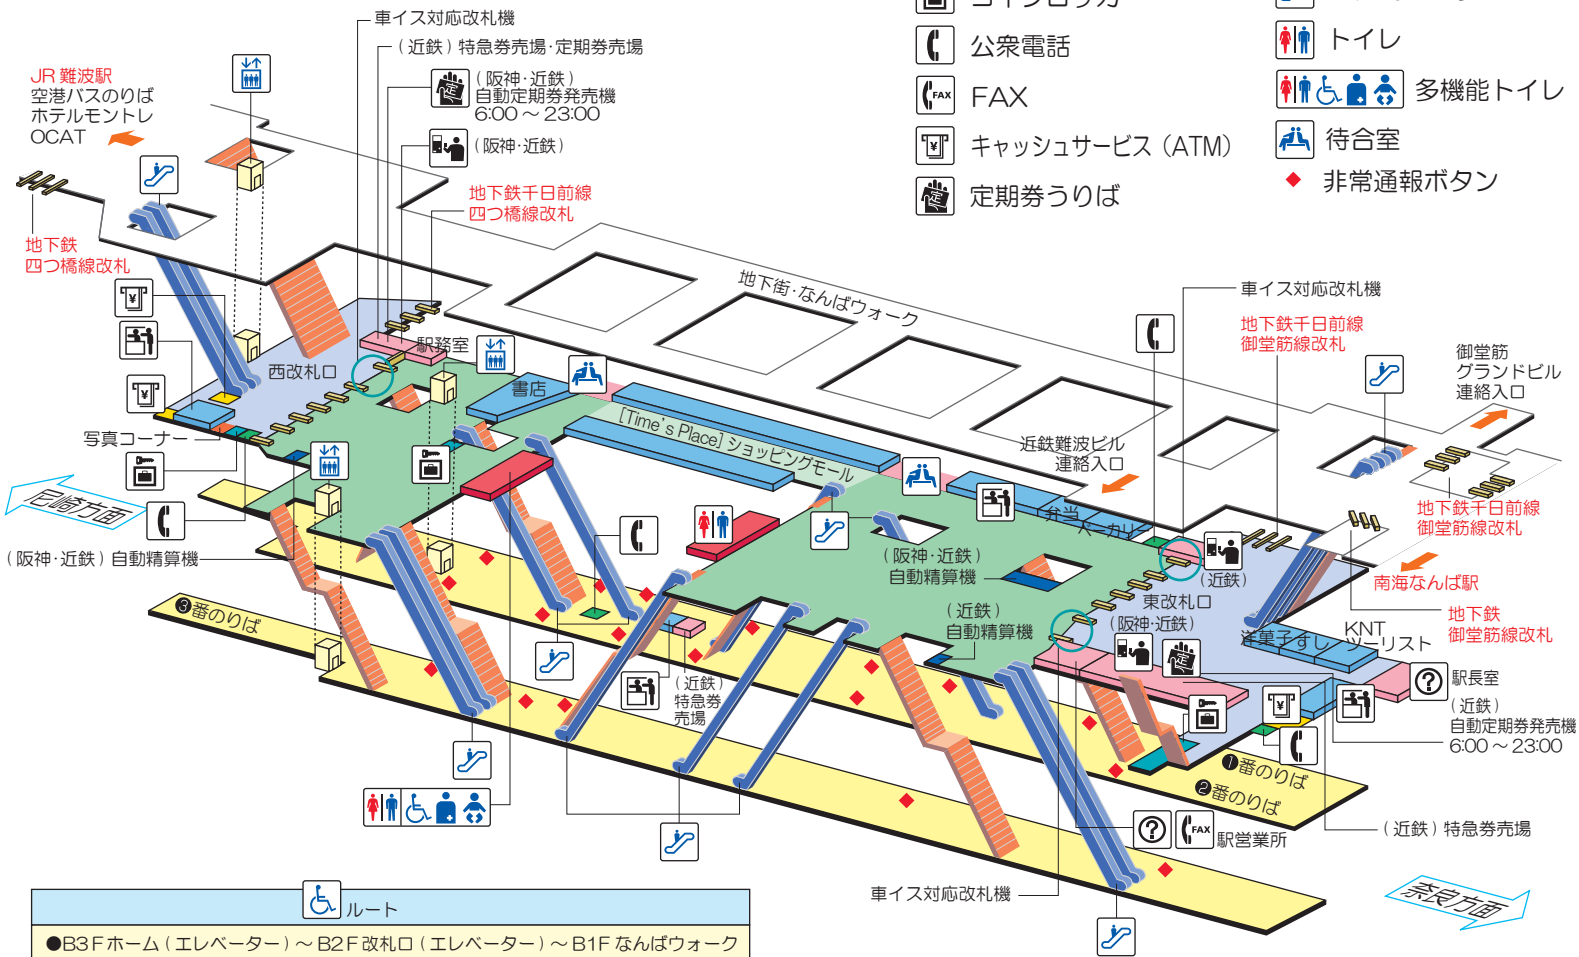 車イス対応改札機
(近鉄)特急券売場・定期券売場
JR 難波駅
空港バスのりば
ホテルモントレ
OCAT
(阪神・近鉄)
自動定期券発売機
6:00～23:00
(阪神・近鉄)
地下鉄千日前線
四つ橋線改札
地下鉄
四つ橋線改札
公衆電話
FAX
FAX
キャッシュサービス(ATM)
定期券うりば
トイレ
多機能トイレ
待合室
非常通報ボタン
地下街・なんばウォーク
車イス対応改札機
地下鉄千日前線
御堂筋線改札
御堂筋
グランドビル
連絡入口
駅務室
西改札口
書店
[Time's Place]ショッピングモール
近鉄難波ビル
連絡入口
写真コーナー
尼崎方面
(阪神・近鉄)自動精算機
弁当
ベーカリー
(阪神・近鉄)
自動精算機
(近鉄)
地下鉄千日前線
御堂筋線改札
南海なんば駅
地下鉄
御堂筋線改札
東改札口
(阪神・近鉄)
(近鉄)
自動精算機
洋菓子
すし
KNT
ツーリスト
駅長室
(近鉄)
自動定期券発売機
6:00～23:00
❸番のりば
(近鉄)
特急券
売場
❶番のりば
❷番のりば
(近鉄)特急券売場
FAX
駅営業所
車イス対応改札機
奈良方面
ルート
●B3Fホーム(エレベーター)～B2F改札口(エレベーター)～B1Fなんばウォーク